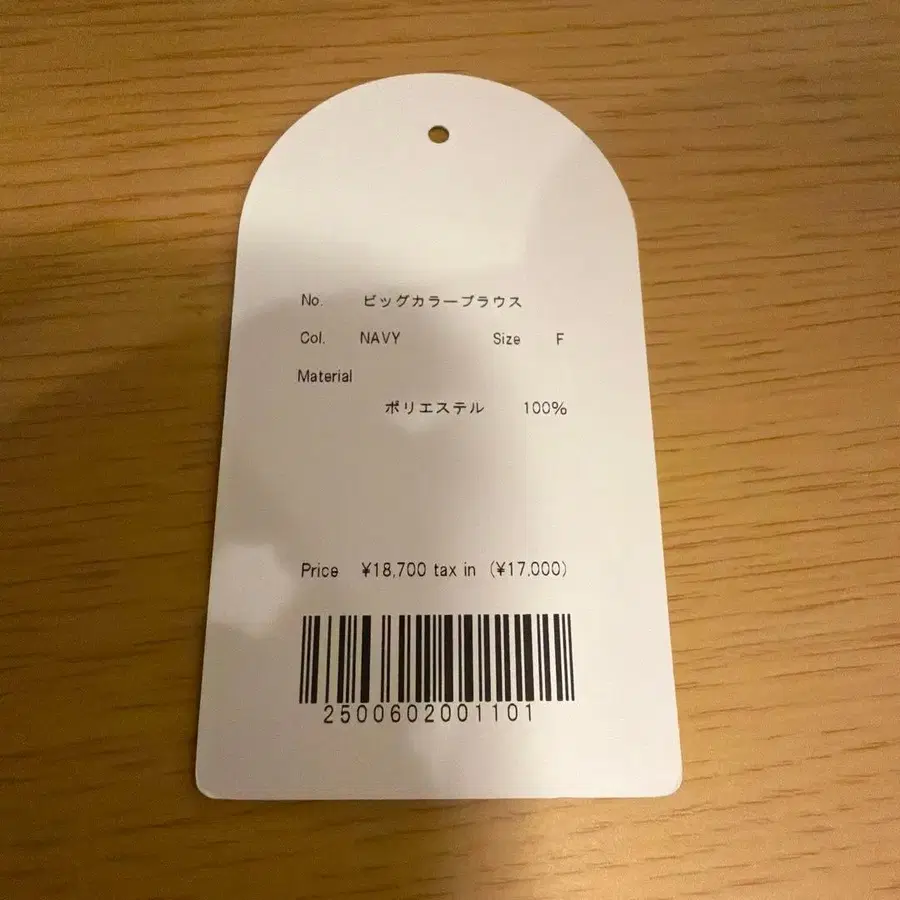 No. ビッグカラーブラウス
Col. NAVY Size F
Material
ポリエステル 100%
Price ¥18,700 tax in (¥17,000)
2500602001101